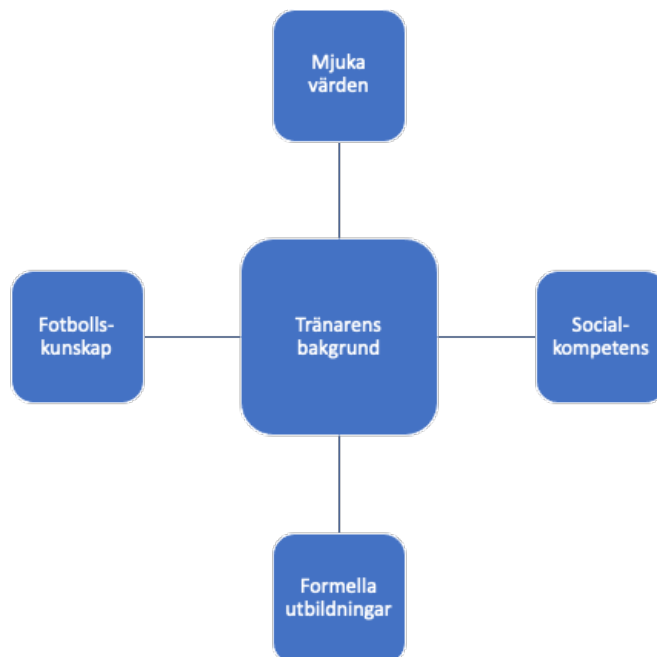 Mjuka
värden
Fotbolls-
kunskap
Tränarens
bakgrund
Social-
kompetens
Formella
utbildningar